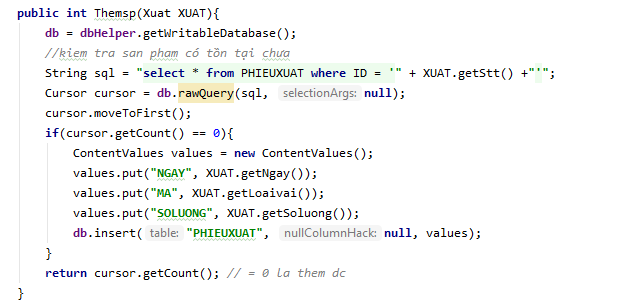 public int Themsp(Xuat XUAT){
db = dbHelper.getWritableDatabase();
//kiem tra san pham có tồn tại chưa
String sql = "select * from PHIEUXUAT where ID = '" + XUAT.getStt() +"'";
Cursor cursor = db.rawQuery(sql, selectionArgs: null);
cursor.moveToFirst();
if(cursor.getCount() == 0){
ContentValues values = new ContentValues();
values.put("NGAY", XUAT.getNgay());
values.put("MA", XUAT.getLoaivai());
values.put("SOLUONG", XUAT.getSoluong());
db.insert( table: "PHIEUXUAT", nullColumnHack: null, values);
}
return cursor.getCount(); // = 0 la them dc
}